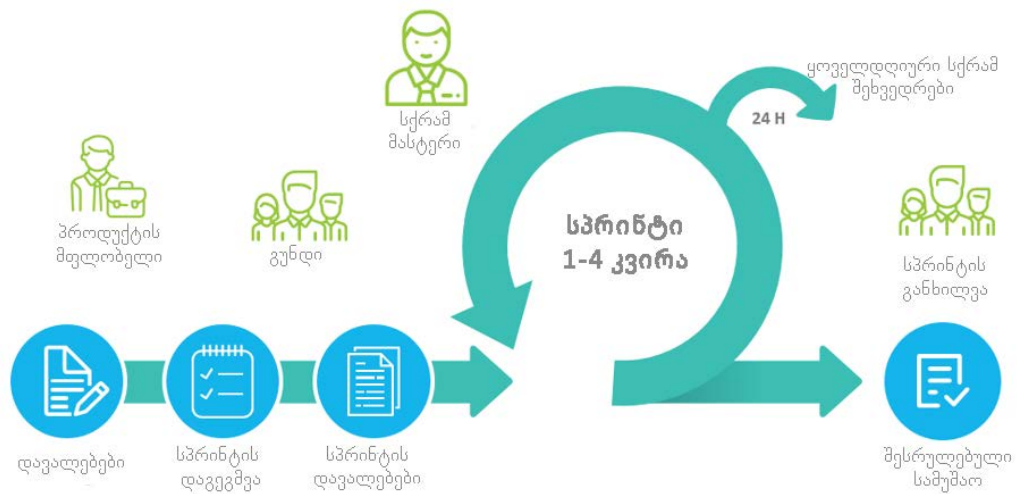 სქრამ
მასტერი
ყოველდღიური სქრამ
შეხვედრები
24 H
პროდუქტის
მფლობელი
გუნდი
სპრინტი
1-4 კვირა
სპრინტის
განხილვა
დავალებები
სპრინტის
დაგეგმვა
სპრინტის
დავალებები
შესრულებული
სამუშაო